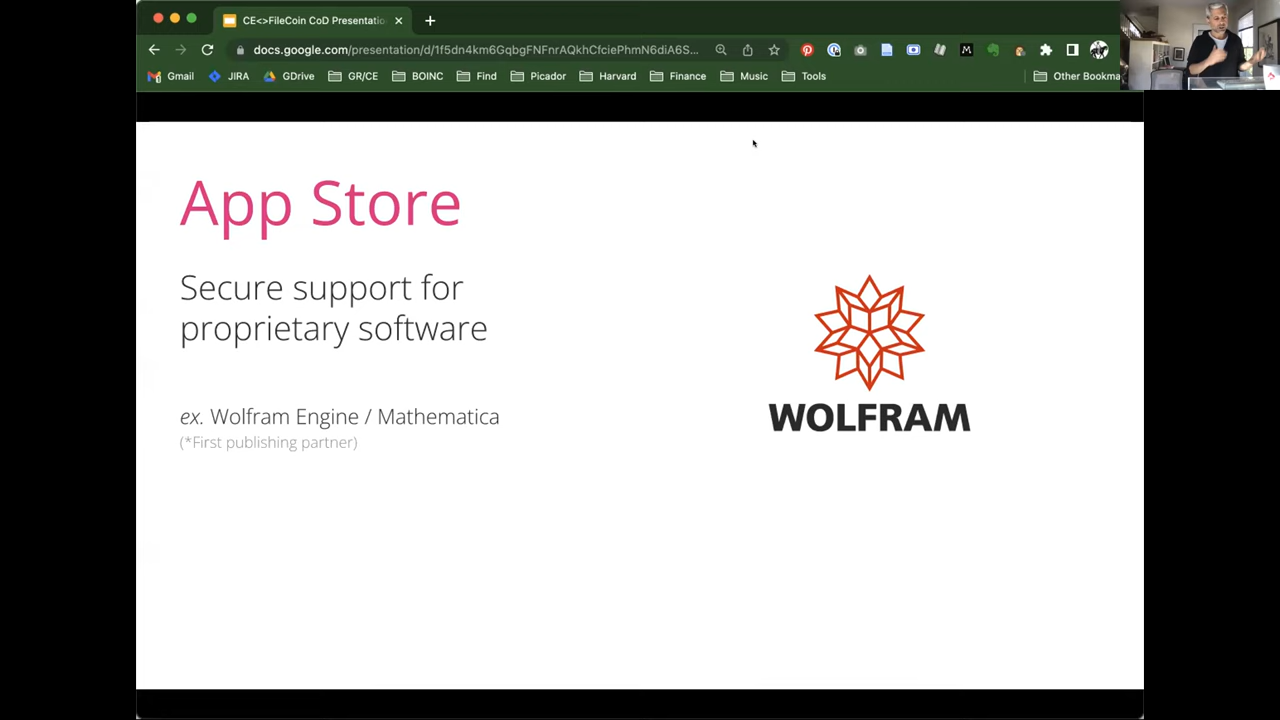 CE<>FileCoin CoD Presentatio
docs.google.com/presentation/d/1f5dn4km6GqbgFNFnrAQkhCfciePhmN6diA6S...
Gmail
JIRA
GDrive
GR/CE
BOINC
Find
Picador
Harvard
Finance
Music
Tools
Other Bookma
App Store
Secure support for
proprietary software
ex. Wolfram Engine / Mathematica
(*First publishing partner)
WOLFRAM